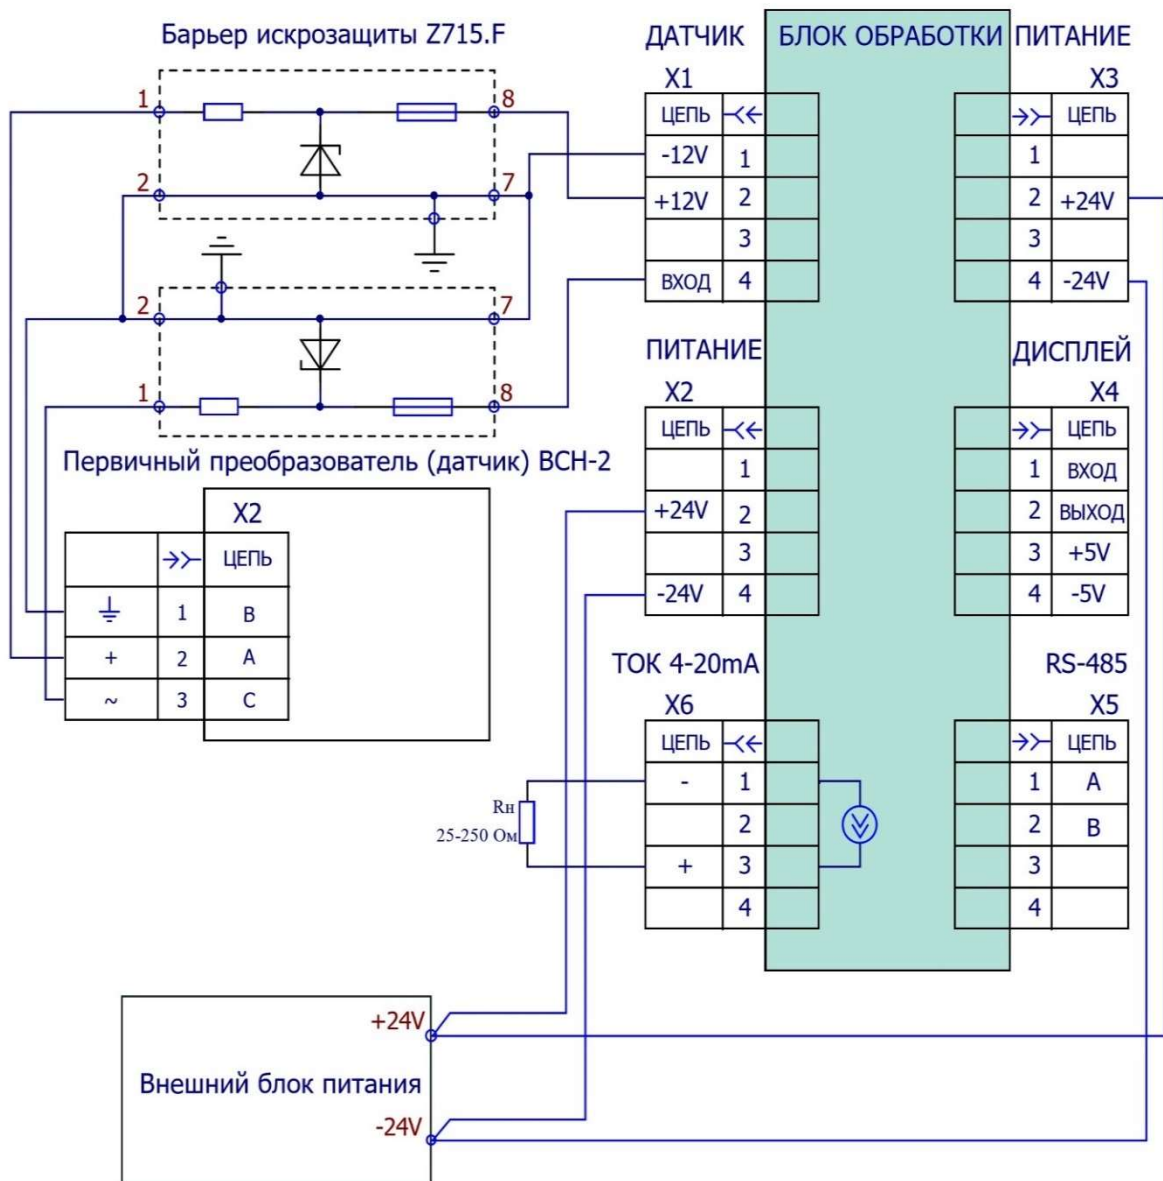 Барьер искрозащиты Z715.F
ДАТЧИК
БЛОК ОБРАБОТКИ
ПИТАНИЕ
X1
X3
1
8
ЦЕПЬ
ЦЕПЬ
-12V 1
1
2
7
+12V 2
2 +24V
3
3
ВХОД 4
4 -24V
2
7
ПИТАНИЕ
ДИСПЛЕЙ
1
8
X2
X4
ЦЕПЬ
ЦЕПЬ
Первичный преобразователь (датчик) ВСН-2
1
1 ВХОД
X2
+24V 2
2 ВЫХОД
ЦЕПЬ
3
3 +5V
1 B
-24V 4
4 -5V
+ 2 A
ТОК 4-20mA
RS-485
~ 3 C
X6
X5
ЦЕПЬ
ЦЕПЬ
- 1
1 A
Rн
25-250 Ом
2
2 B
+ 3
3
4
4
+24V
Внешний блок питания
-24V